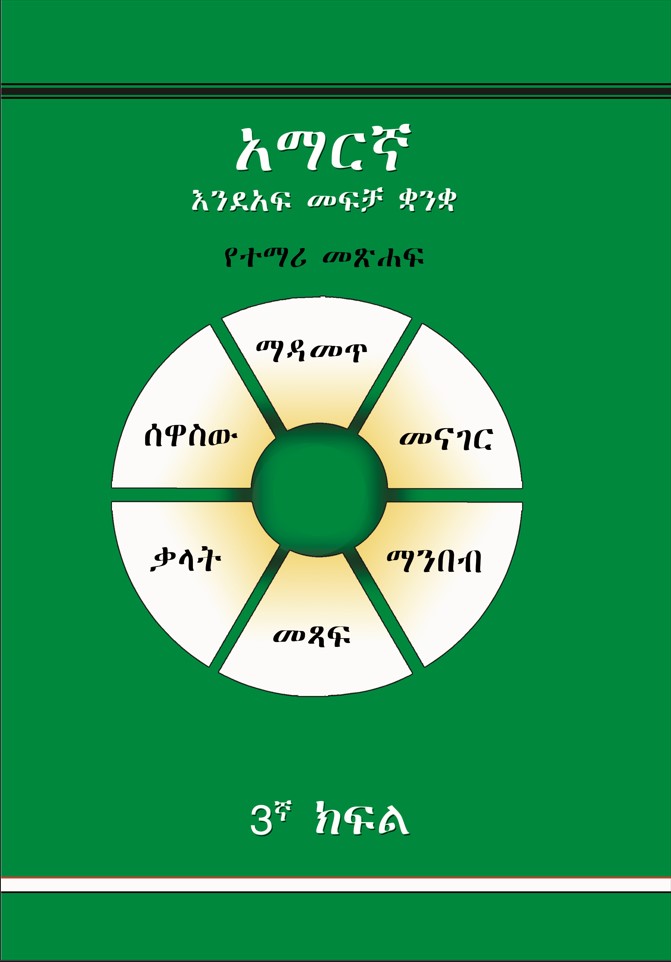 አማርኛ
እንደአፍ መፍቻ ቋንቋ
የተማሪ መጽሐፍ
ማዳመጥ
መናገር
ማንበብ
መጻፍ
ቃላት
ሰዋስው
3ኛ ክፍል